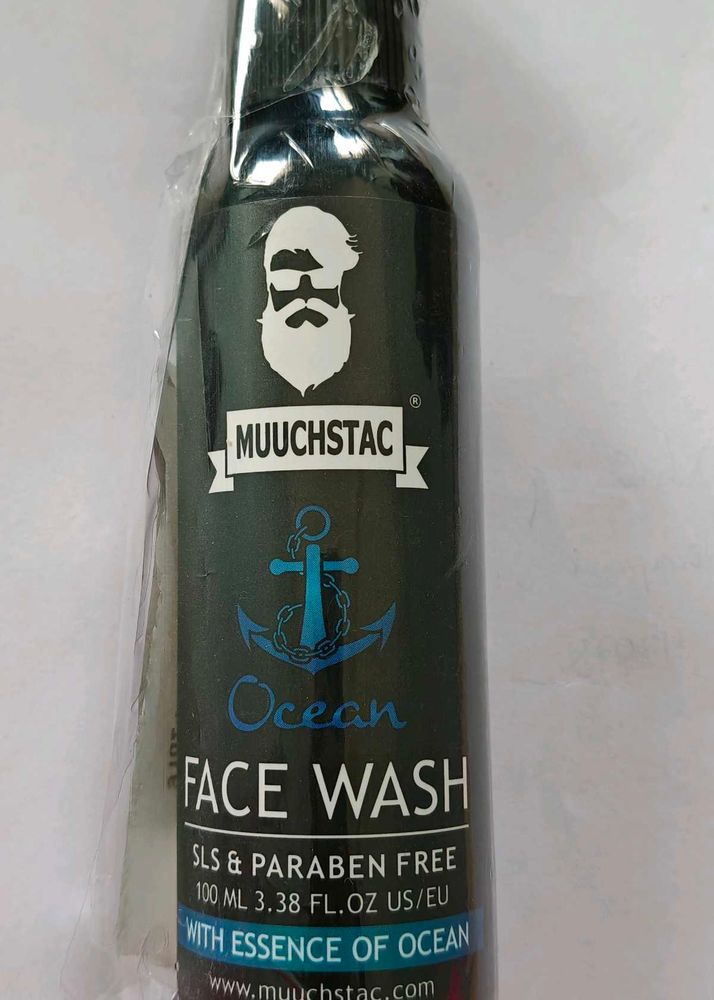 ®
MUUCHSTAC
Ocean
FACE WASH
SLS & PARABEN FREE
100 ML 3.38 FL.OZ US/EU
WITH ESSENCE OF OCEAN
www.muuchstac.com